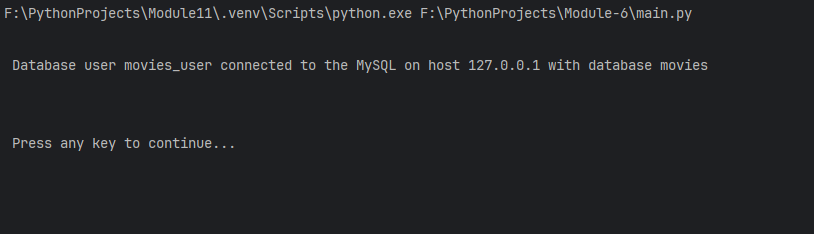 F:\PythonProjects\Module11\.venv\Scripts\python.exe F:\PythonProjects\Module-6\main.py
Database user movies_user connected to the MySQL on host 127.0.0.1 with database movies
Press any key to continue...